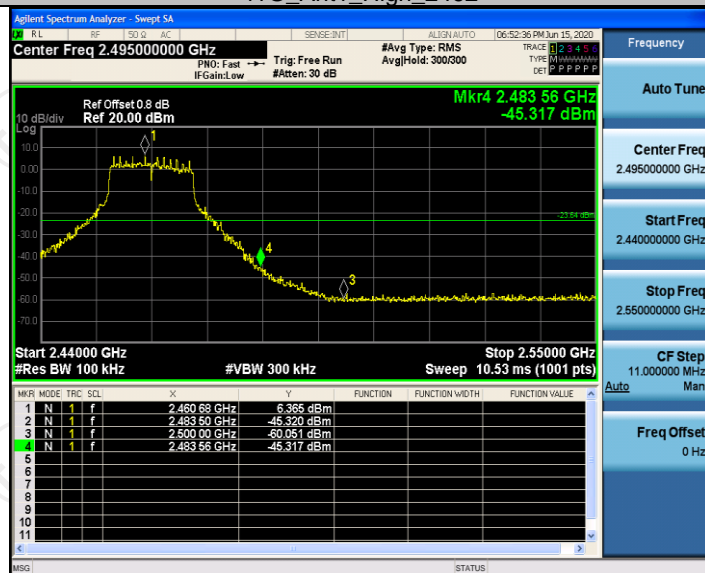 Agilent Spectrum Analyzer - Swept SA
RL RF 50 Ω AC SENSE:INT ALIGN AUTO 06:52:36 PM Jun 15, 2020
Center Freq 2.495000000 GHz
PNO: Fast
IFGain:Low
Trig: Free Run
#Atten: 30 dB
#Avg Type: RMS
Avg|Hold: 300/300
TRACE 1 2 3 4 5 6
TYPE M
DET P P P P P P
Ref Offset 0.8 dB
10 dB/div Ref 20.00 dBm
Log
Mkr4 2.483 56 GHz
-45.317 dBm
10.0
0.00
-10.0
-20.0
-30.0
-40.0
-50.0
-60.0
-70.0
1
4
3
Start 2.44000 GHz Stop 2.55000 GHz
#Res BW 100 kHz #VBW 300 kHz Sweep 10.53 ms (1001 pts)
MKR MODE TRC SCL X Y FUNCTION FUNCTION WIDTH FUNCTION VALUE
1 N 1 f 2.460 68 GHz 6.365 dBm
2 N 1 f 2.483 50 GHz -45.320 dBm
3 N 1 f 2.500 00 GHz -60.051 dBm
4 N 1 f 2.483 56 GHz -45.317 dBm
5
6
7
8
9
10
11
MSG STATUS
Frequency
Auto Tune
Center Freq
2.495000000 GHz
Start Freq
2.440000000 GHz
Stop Freq
2.550000000 GHz
CF Step
11.000000 MHz
Auto Man
Freq Offset
0 Hz